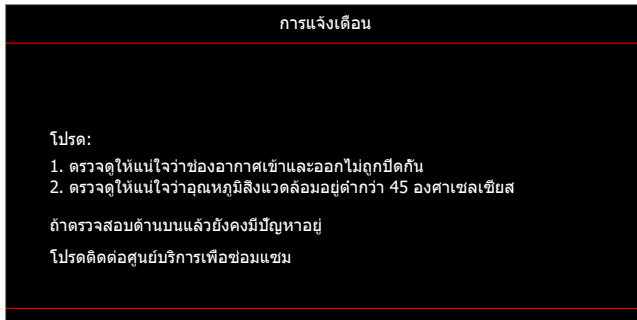 การแจ้งเตือน
โปรด:
1. ตรวจดูให้แน่ใจว่าช่องอากาศเข้าและออกไม่ถูกปิดกั้น
2. ตรวจดูให้แน่ใจว่าอุณหภูมิสิ่งแวดล้อมอยู่ต่ำกว่า 45 องศาเซลเซียส
ถ้าตรวจสอบด้านบนแล้วยังคงมีปัญหาอยู่
โปรดติดต่อศูนย์บริการเพื่อซ่อมแซม